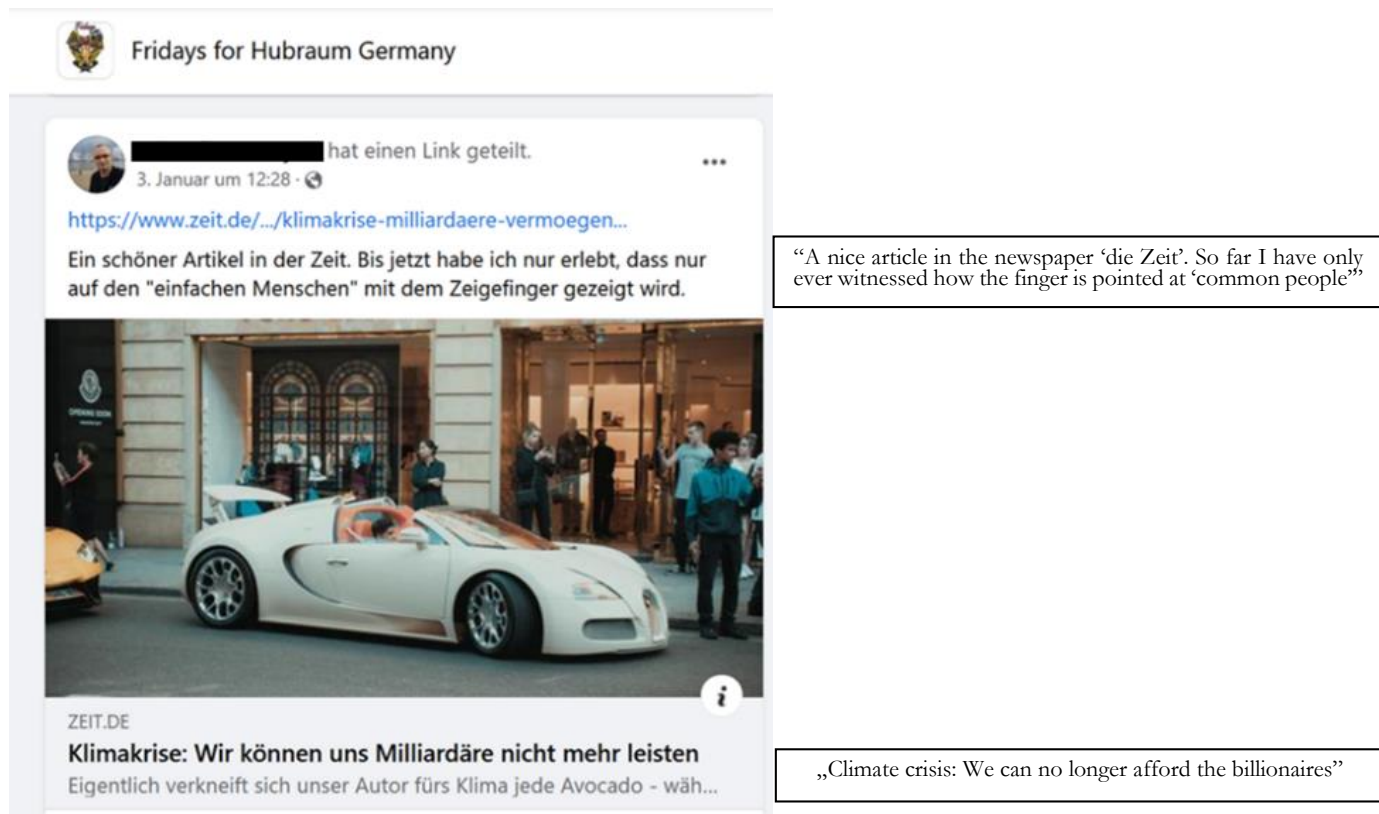 Fridays for Hubraum Germany
hat einen Link geteilt.
3. Januar um 12:28 ·
https://www.zeit.de/.../klimakrise-milliardaere-vermoegen...
Ein schöner Artikel in der Zeit. Bis jetzt habe ich nur erlebt, dass nur
auf den "einfachen Menschen" mit dem Zeigefinger gezeigt wird.
“A nice article in the newspaper ‘die Zeit’. So far I have only
ever witnessed how the finger is pointed at ‘common people’”
OPENING SOON
ZEIT.DE
Klimakrise: Wir können uns Milliardäre nicht mehr leisten
Eigentlich verkneift sich unser Autor fürs Klima jede Avocado - wäh...
„Climate crisis: We can no longer afford the billionaires”